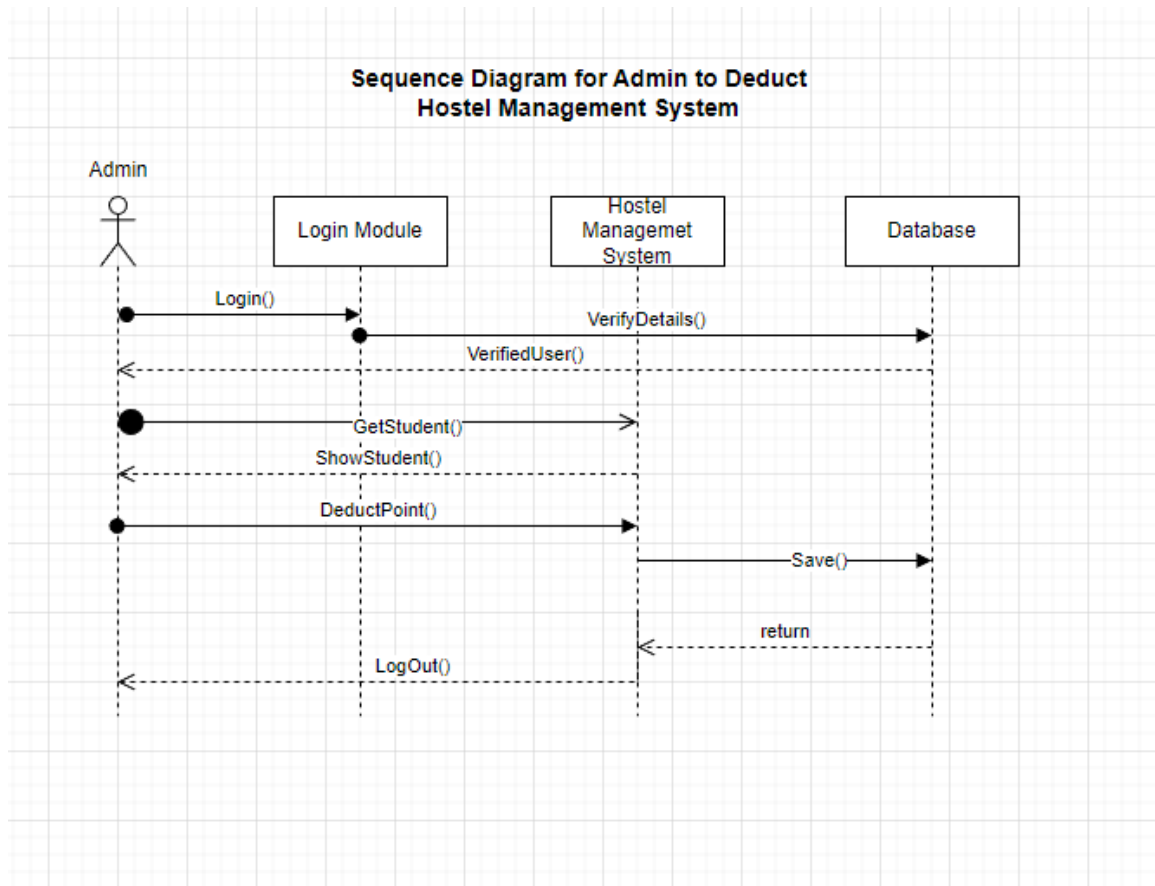 Sequence Diagram for Admin to Deduct
Hostel Management System
Admin
Login Module
Hostel
Managemet
System
Database
Login()
VerifyDetails()
VerifiedUser()
GetStudent()
ShowStudent()
DeductPoint()
Save()
return
LogOut()